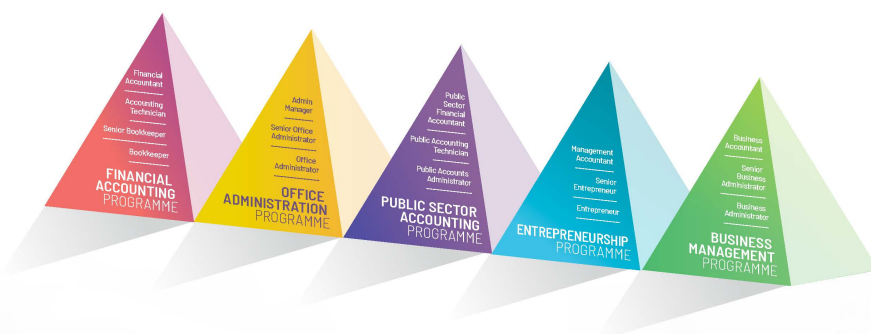 Financial
Accountant
Accounting
Technician
Senior Bookkeeper
Bookkeeper
FINANCIAL
ACCOUNTING
PROGRAMME
Admin
Manager
Senior Office
Administrator
Office
Administrator
OFFICE
ADMINISTRATION
PROGRAMME
Public
Sector
Financial
Accountant
Public Accounting
Technician
Public Accounts
Administrator
PUBLIC SECTOR
ACCOUNTING
PROGRAMME
Management
Accountant
Senior
Entrepreneur
Entrepreneur
ENTREPRENEURSHIP
PROGRAMME
Business
Accountant
Senior
Business
Administrator
Business
Administrator
BUSINESS
MANAGEMENT
PROGRAMME